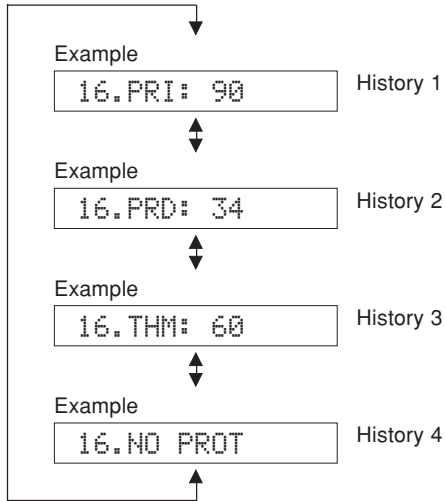 Example
16.PRI: 90 History 1
Example
16.PRD: 34 History 2
Example
16.THM: 60 History 3
Example
16.NO PROT History 4